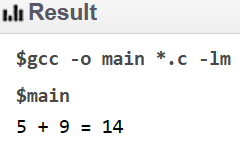 Result
$gcc -o main *.c -lm
$main
5 + 9 = 14